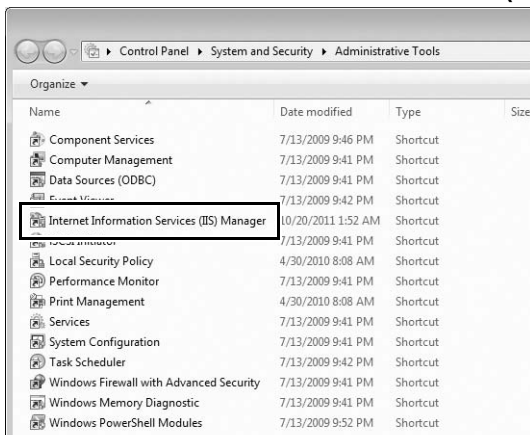 Control Panel System and Security Administrative Tools
Organize
Name Date modified Type Size
Component Services 7/13/2009 9:46 PM Shortcut
Computer Management 7/13/2009 9:41 PM Shortcut
Data Sources (ODBC) 7/13/2009 9:41 PM Shortcut
Event Viewer 7/13/2009 9:42 PM Shortcut
Internet Information Services (IIS) Manager 10/20/2011 1:52 AM Shortcut
iSCSI Initiator 7/13/2009 9:41 PM Shortcut
Local Security Policy 4/30/2010 8:08 AM Shortcut
Performance Monitor 7/13/2009 9:41 PM Shortcut
Print Management 4/30/2010 8:08 AM Shortcut
Services 7/13/2009 9:41 PM Shortcut
System Configuration 7/13/2009 9:41 PM Shortcut
Task Scheduler 7/13/2009 9:42 PM Shortcut
Windows Firewall with Advanced Security 7/13/2009 9:41 PM Shortcut
Windows Memory Diagnostic 7/13/2009 9:41 PM Shortcut
Windows PowerShell Modules 7/13/2009 9:52 PM Shortcut